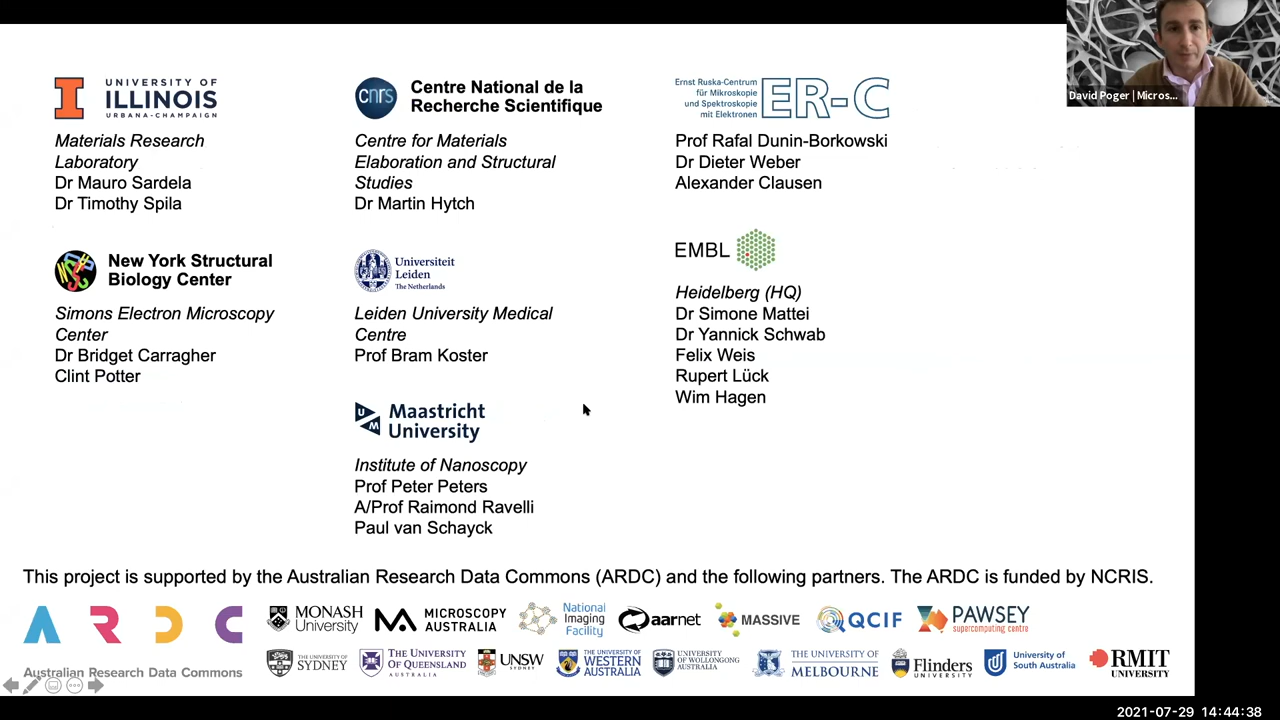 UNIVERSITY OF
ILLINOIS
URBANA-CHAMPAIGN
Materials Research
Laboratory
Dr Mauro Sardela
Dr Timothy Spila
cnrs
Centre National de la
Recherche Scientifique
Centre for Materials
Elaboration and Structural
Studies
Dr Martin Hytch
Ernst Ruska-Centrum
für Mikroskopie
und Spektroskopie
mit Elektronen
ER-C
Prof Rafal Dunin-Borkowski
Dr Dieter Weber
Alexander Clausen
David Poger | Micros...
New York Structural
Biology Center
Simons Electron Microscopy
Center
Dr Bridget Carragher
Clint Potter
Universiteit
Leiden
The Netherlands
Leiden University Medical
Centre
Prof Bram Koster
EMBL
Heidelberg (HQ)
Dr Simone Mattei
Dr Yannick Schwab
Felix Weis
Rupert Lück
Wim Hagen
UM
Maastricht
University
Institute of Nanoscopy
Prof Peter Peters
A/Prof Raimond Ravelli
Paul van Schayck
This project is supported by the Australian Research Data Commons (ARDC) and the following partners. The ARDC is funded by NCRIS.
A R D C
Australian Research Data Commons
MONASH
University
MICROSCOPY
AUSTRALIA
National
Imaging
Facility
aarnet
MASSIVE
QCIF
PAWSEY
supercomputing centre
THE UNIVERSITY OF
SYDNEY
THE UNIVERSITY
OF QUEENSLAND
AUSTRALIA
UNSW
SYDNEY
THE UNIVERSITY OF
WESTERN
AUSTRALIA
UNIVERSITY
OF WOLLONGONG
AUSTRALIA
THE UNIVERSITY OF
MELBOURNE
Flinders
UNIVERSITY
University of
South Australia
RMIT
UNIVERSITY
2021-07-29 14:44:38